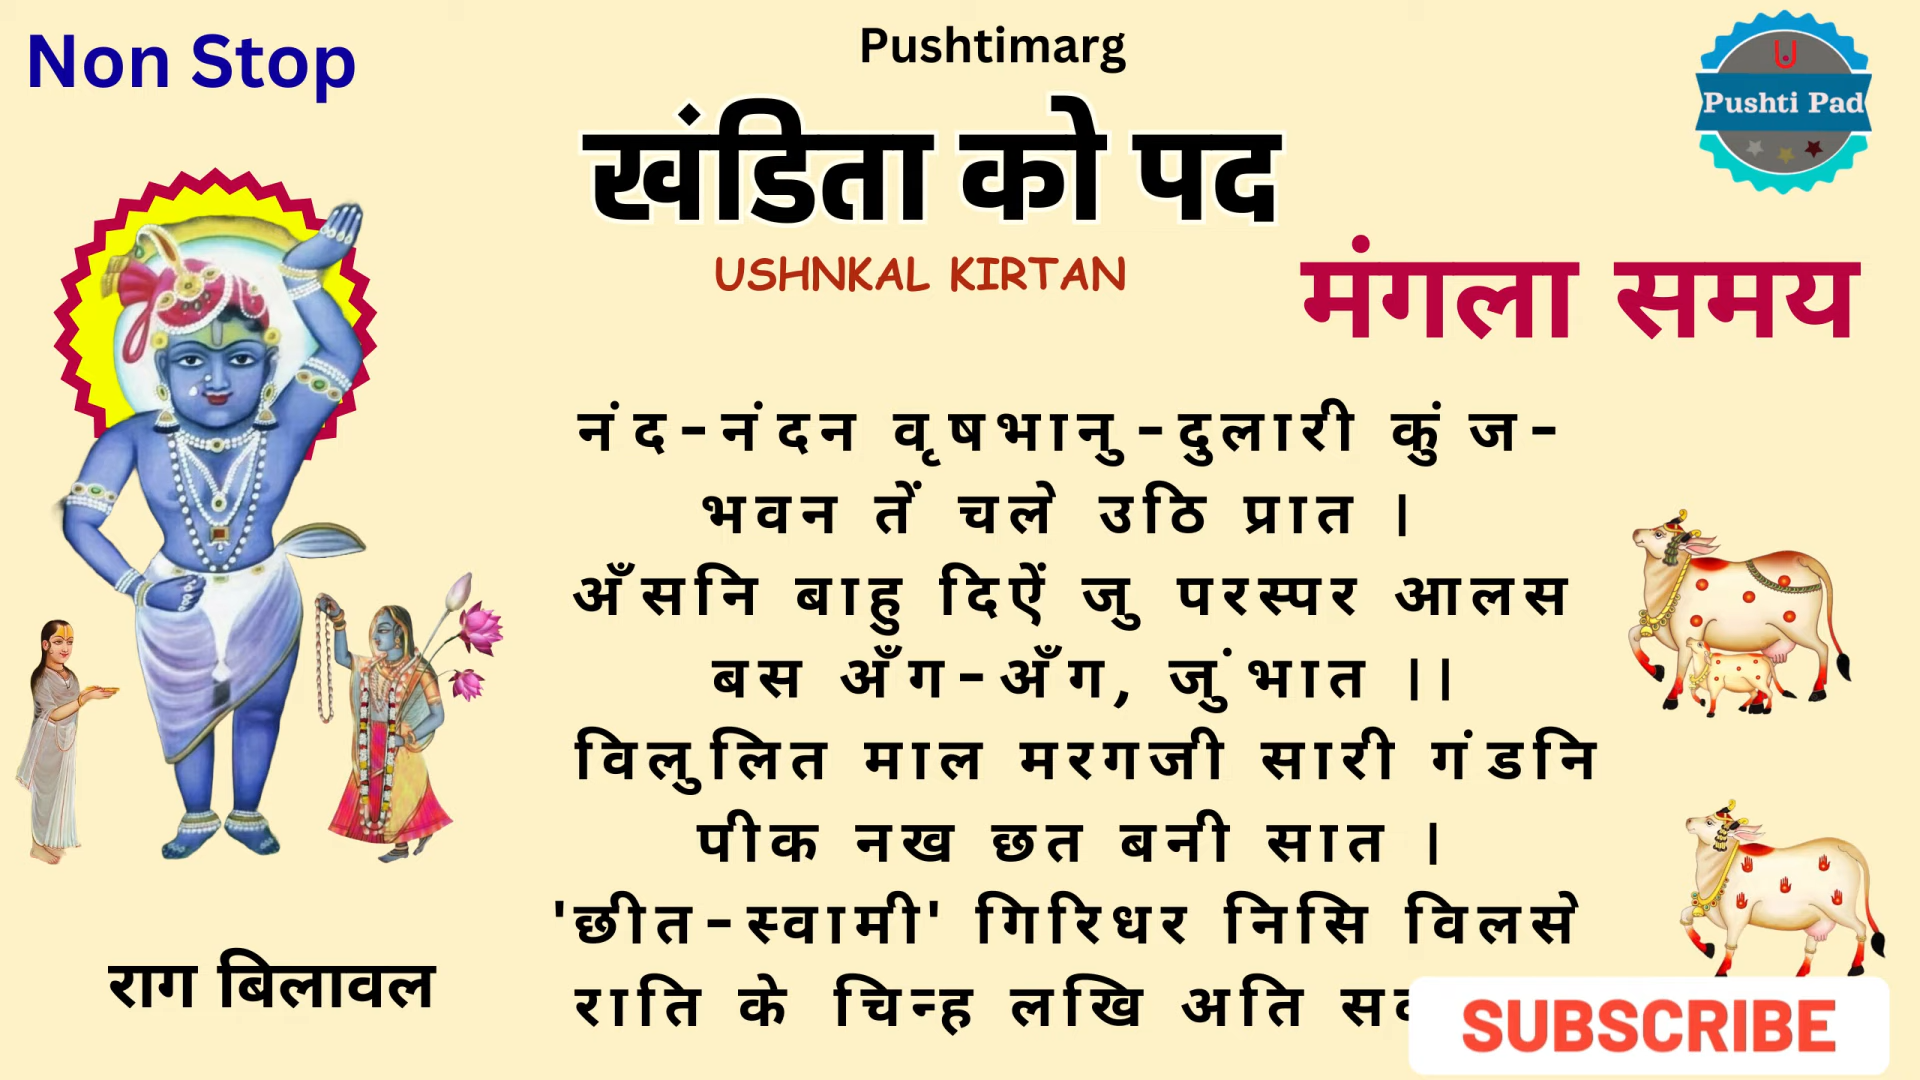 Non Stop
Pushtimarg
Pushti Pad
खंडिता को पद
USHNKAL KIRTAN
मंगला समय
नंद-नंदन वृषभानु-दुलारी कुंज-
भवन तें चले उठि प्रात ।
अँसनि बाहु दिऐं जु परस्पर आलस
बस अँग-अँग, जुंभात ।।
विलुलित माल मरगजी सारी गंडनि
पीक नख छत बनी सात ।
'छीत-स्वामी' गिरिधर निसि विलसे
राति के चिन्ह लखि अति
राग बिलावल
SUBSCRIBE